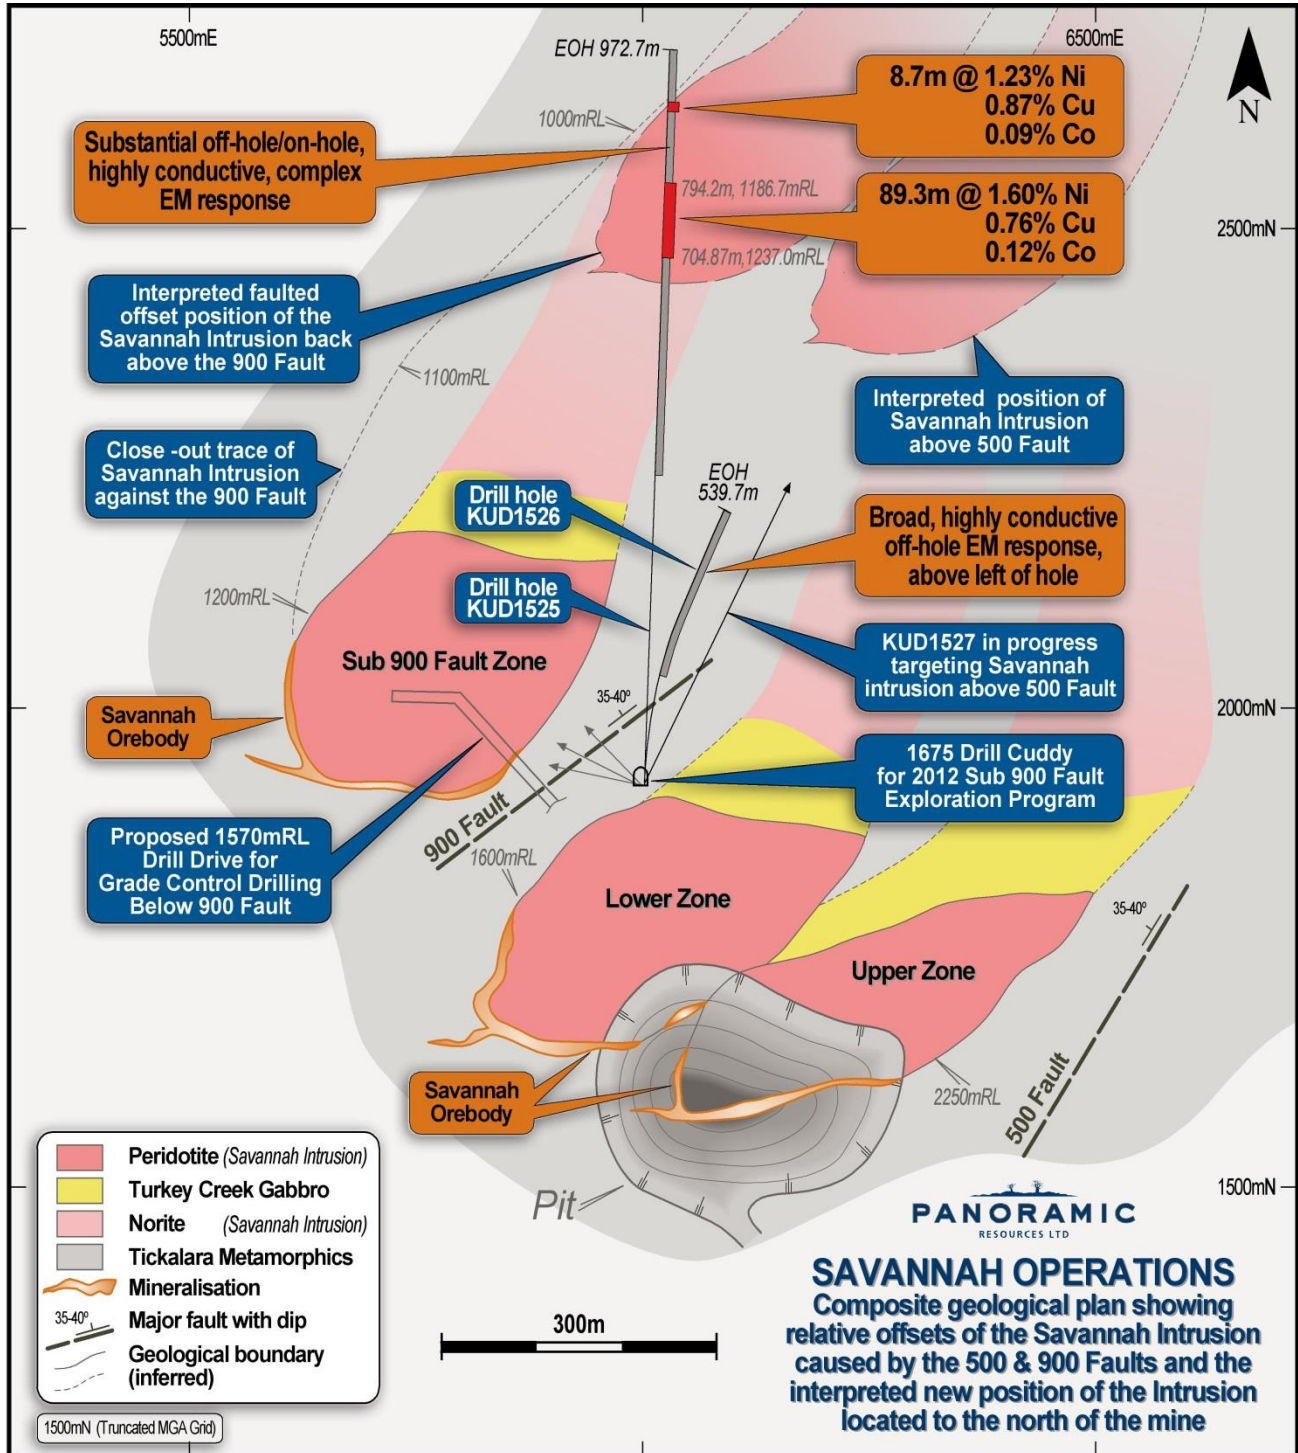 5500mE
6500mE
EOH 972.7m
8.7m @ 1.23% Ni
0.87% Cu
0.09% Co
N
1000mRL
Substantial off-hole/on-hole,
highly conductive, complex
EM response
794.2m, 1186.7mRL
89.3m @ 1.60% Ni
0.76% Cu
0.12% Co
2500mN
704.87m,1237.0mRL
Interpreted faulted
offset position of the
Savannah Intrusion back
above the 900 Fault
1100mRL
Interpreted position of
Savannah Intrusion
above 500 Fault
Close -out trace of
Savannah Intrusion
against the 900 Fault
EOH
539.7m
Drill hole
KUD1526
Broad, highly conductive
off-hole EM response,
above left of hole
1200mRL
Drill hole
KUD1525
KUD1527 in progress
targeting Savannah
intrusion above 500 Fault
Sub 900 Fault Zone
35-40º
Savannah
Orebody
2000mN
1675 Drill Cuddy
for 2012 Sub 900 Fault
Exploration Program
900 Fault
Proposed 1570mRL
Drill Drive for
Grade Control Drilling
Below 900 Fault
1600mRL
Lower Zone
35-40º
Upper Zone
Savannah
Orebody
2250mRL
500 Fault
Pit
1500mN
Peridotite (Savannah Intrusion)
Turkey Creek Gabbro
Norite (Savannah Intrusion)
Tickalara Metamorphics
Mineralisation
35-40º
Major fault with dip
Geological boundary
(inferred)
1500mN (Truncated MGA Grid)
300m
PANORAMIC
RESOURCES LTD
SAVANNAH OPERATIONS
Composite geological plan showing
relative offsets of the Savannah Intrusion
caused by the 500 & 900 Faults and the
interpreted new position of the Intrusion
located to the north of the mine